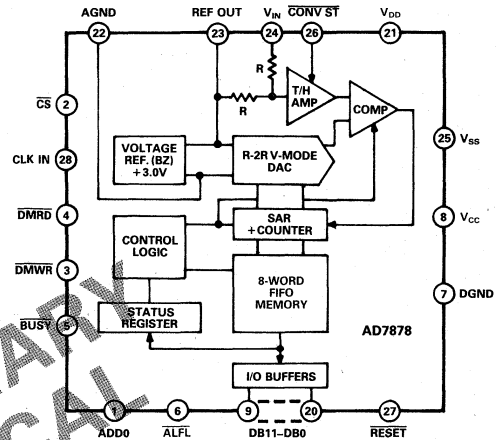 AGND REF OUT VIN CONV ST VDD
22 23 24 26 21
R
R
T/H
AMP
COMP
CS 2
VOLTAGE
REF. (BZ)
+3.0V
R-2R V-MODE
DAC
25 VSS
CLK IN 28
DMRD 4
8 VCC
SAR
+COUNTER
CONTROL
LOGIC
DMWR 3
7 DGND
8-WORD
FIFO
MEMORY
STATUS
REGISTER
BUSY 5
AD7878
I/O BUFFERS
1 6 9 20 27
ADD0 ALFL DB11–DB0 RESET
ARY
CAL